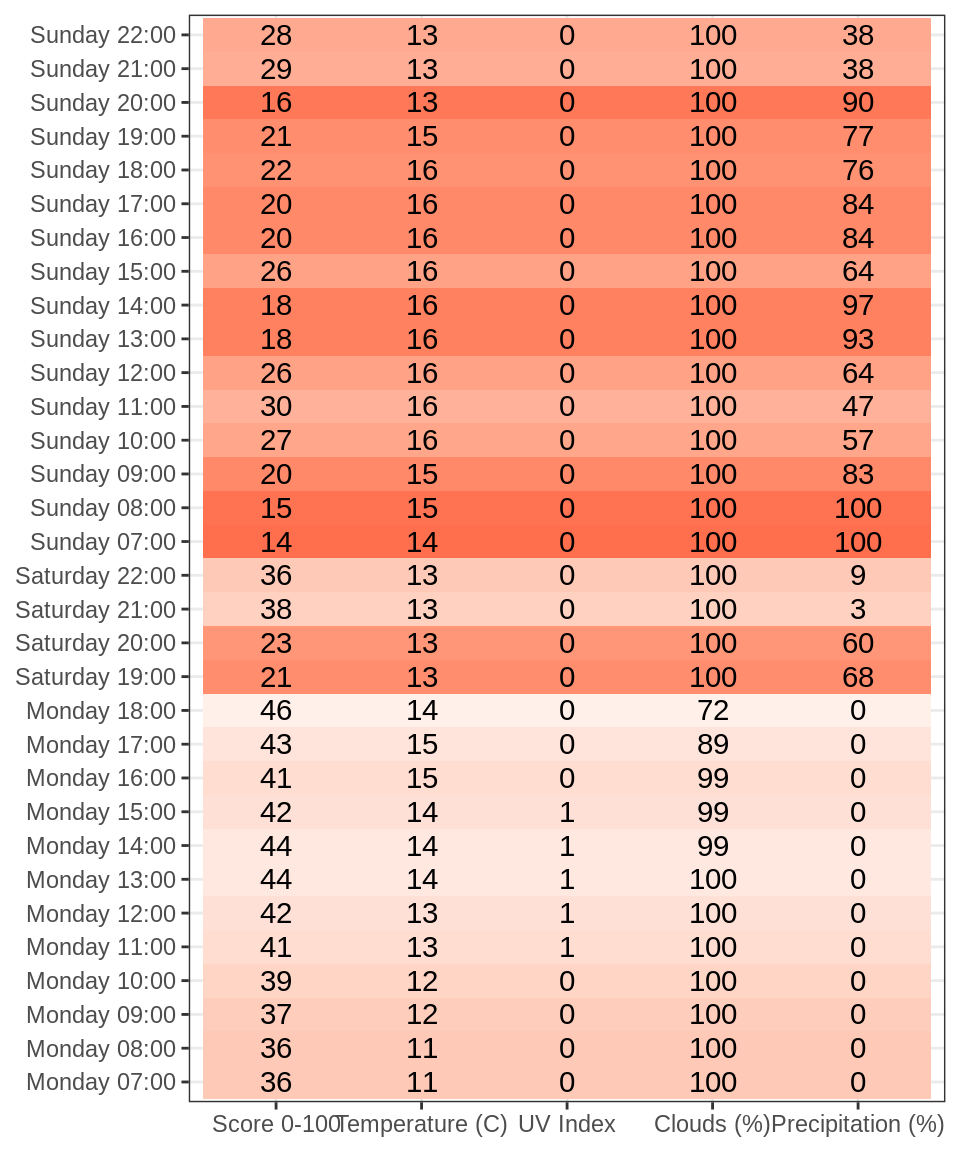 Sunday 22:00 28 13 0 100 38
Sunday 21:00 29 13 0 100 38
Sunday 20:00 16 13 0 100 90
Sunday 19:00 21 15 0 100 77
Sunday 18:00 22 16 0 100 76
Sunday 17:00 20 16 0 100 84
Sunday 16:00 20 16 0 100 84
Sunday 15:00 26 16 0 100 64
Sunday 14:00 18 16 0 100 97
Sunday 13:00 18 16 0 100 93
Sunday 12:00 26 16 0 100 64
Sunday 11:00 30 16 0 100 47
Sunday 10:00 27 16 0 100 57
Sunday 09:00 20 15 0 100 83
Sunday 08:00 15 15 0 100 100
Sunday 07:00 14 14 0 100 100
Saturday 22:00 36 13 0 100 9
Saturday 21:00 38 13 0 100 3
Saturday 20:00 23 13 0 100 60
Saturday 19:00 21 13 0 100 68
Monday 18:00 46 14 0 72 0
Monday 17:00 43 15 0 89 0
Monday 16:00 41 15 0 99 0
Monday 15:00 42 14 1 99 0
Monday 14:00 44 14 1 99 0
Monday 13:00 44 14 1 100 0
Monday 12:00 42 13 1 100 0
Monday 11:00 41 13 1 100 0
Monday 10:00 39 12 0 100 0
Monday 09:00 37 12 0 100 0
Monday 08:00 36 11 0 100 0
Monday 07:00 36 11 0 100 0
Score 0-100 Temperature (C) UV Index Clouds (%) Precipitation (%)